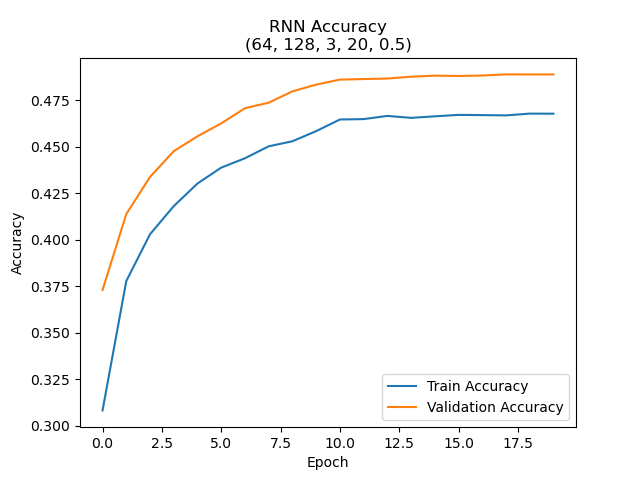 RNN Accuracy
(64, 128, 3, 20, 0.5)
Accuracy
0.475
0.450
0.425
0.400
0.375
0.350
0.325
0.300
Train Accuracy
Validation Accuracy
0.0 2.5 5.0 7.5 10.0 12.5 15.0 17.5
Epoch